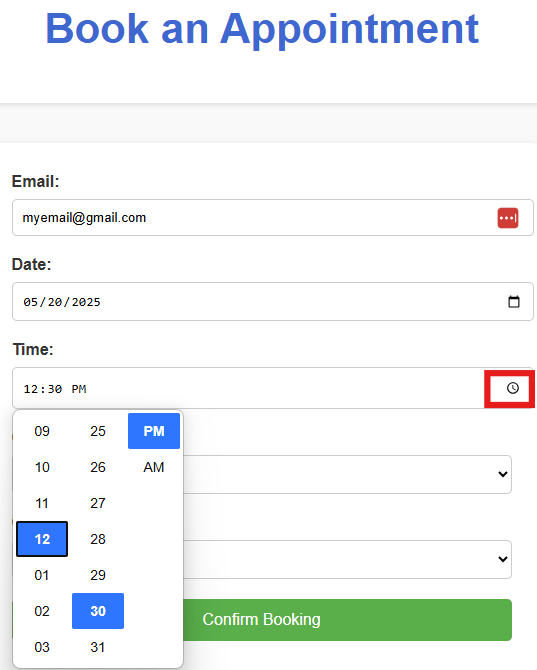 Book an Appointment
Email:
myemail@gmail.com
Date:
05/20/2025
Time:
12:30 PM
09 25 PM
10 26 AM
11 27
12 28
01 29
02 30
03 31
Confirm Booking